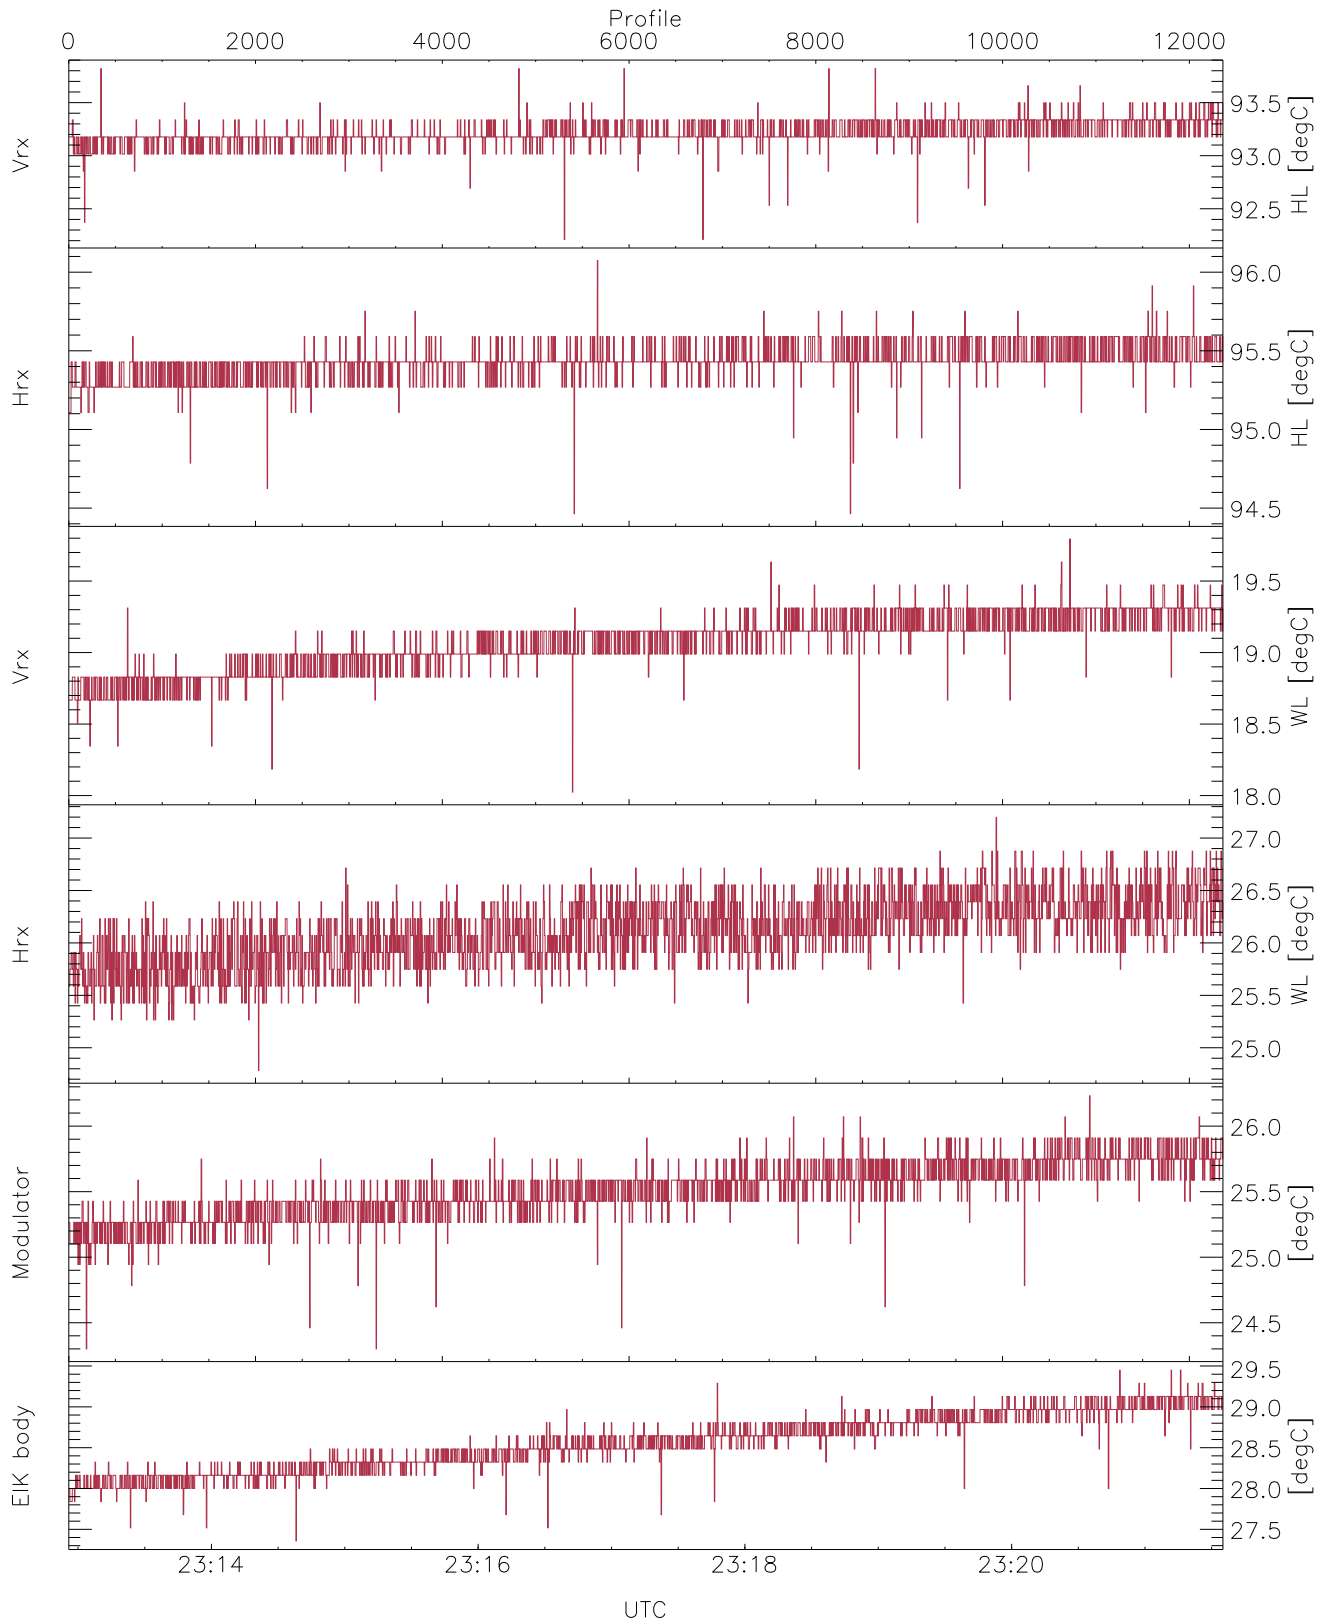 Profile
0 2000 4000 6000 8000 10000 12000
Vrx
93.5
93.0
92.5
HL [degC]
Hrx
96.0
95.5
95.0
94.5
HL [degC]
Vrx
19.5
19.0
18.5
18.0
WL [degC]
Hrx
27.0
26.5
26.0
25.5
25.0
WL [degC]
Modulator
26.0
25.5
25.0
24.5
[degC]
EIK body
29.5
29.0
28.5
28.0
27.5
[degC]
23:14 23:16 23:18 23:20
UTC